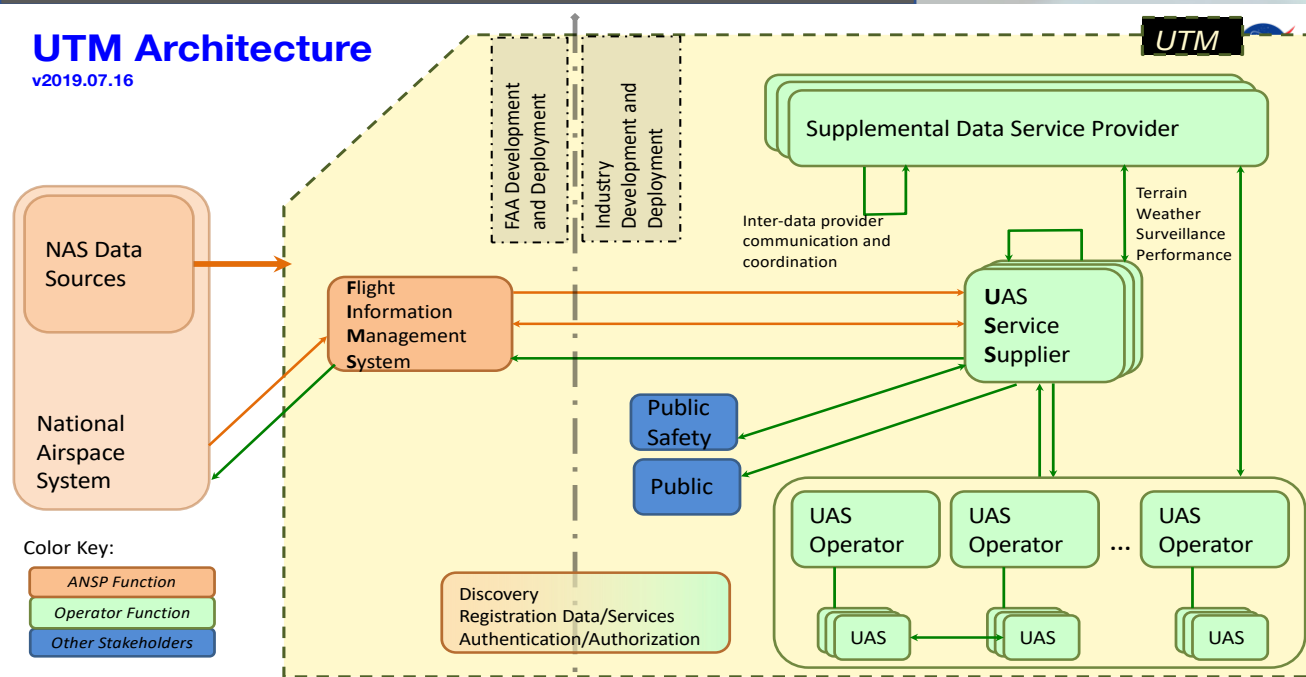 UTM Architecture
v2019.07.16
UTM
FAA Development
and Deployment
Industry
Development and
Deployment
Supplemental Data Service Provider
Inter-data provider
communication and
coordination
Terrain
Weather
Surveillance
Performance
NAS Data
Sources
National
Airspace
System
Flight
Information
Management
System
UAS
Service
Supplier
Public
Safety
Public
UAS
Operator
UAS
Operator
...
UAS
Operator
UAS
UAS
UAS
Color Key:
ANSP Function
Operator Function
Other Stakeholders
Discovery
Registration Data/Services
Authentication/Authorization